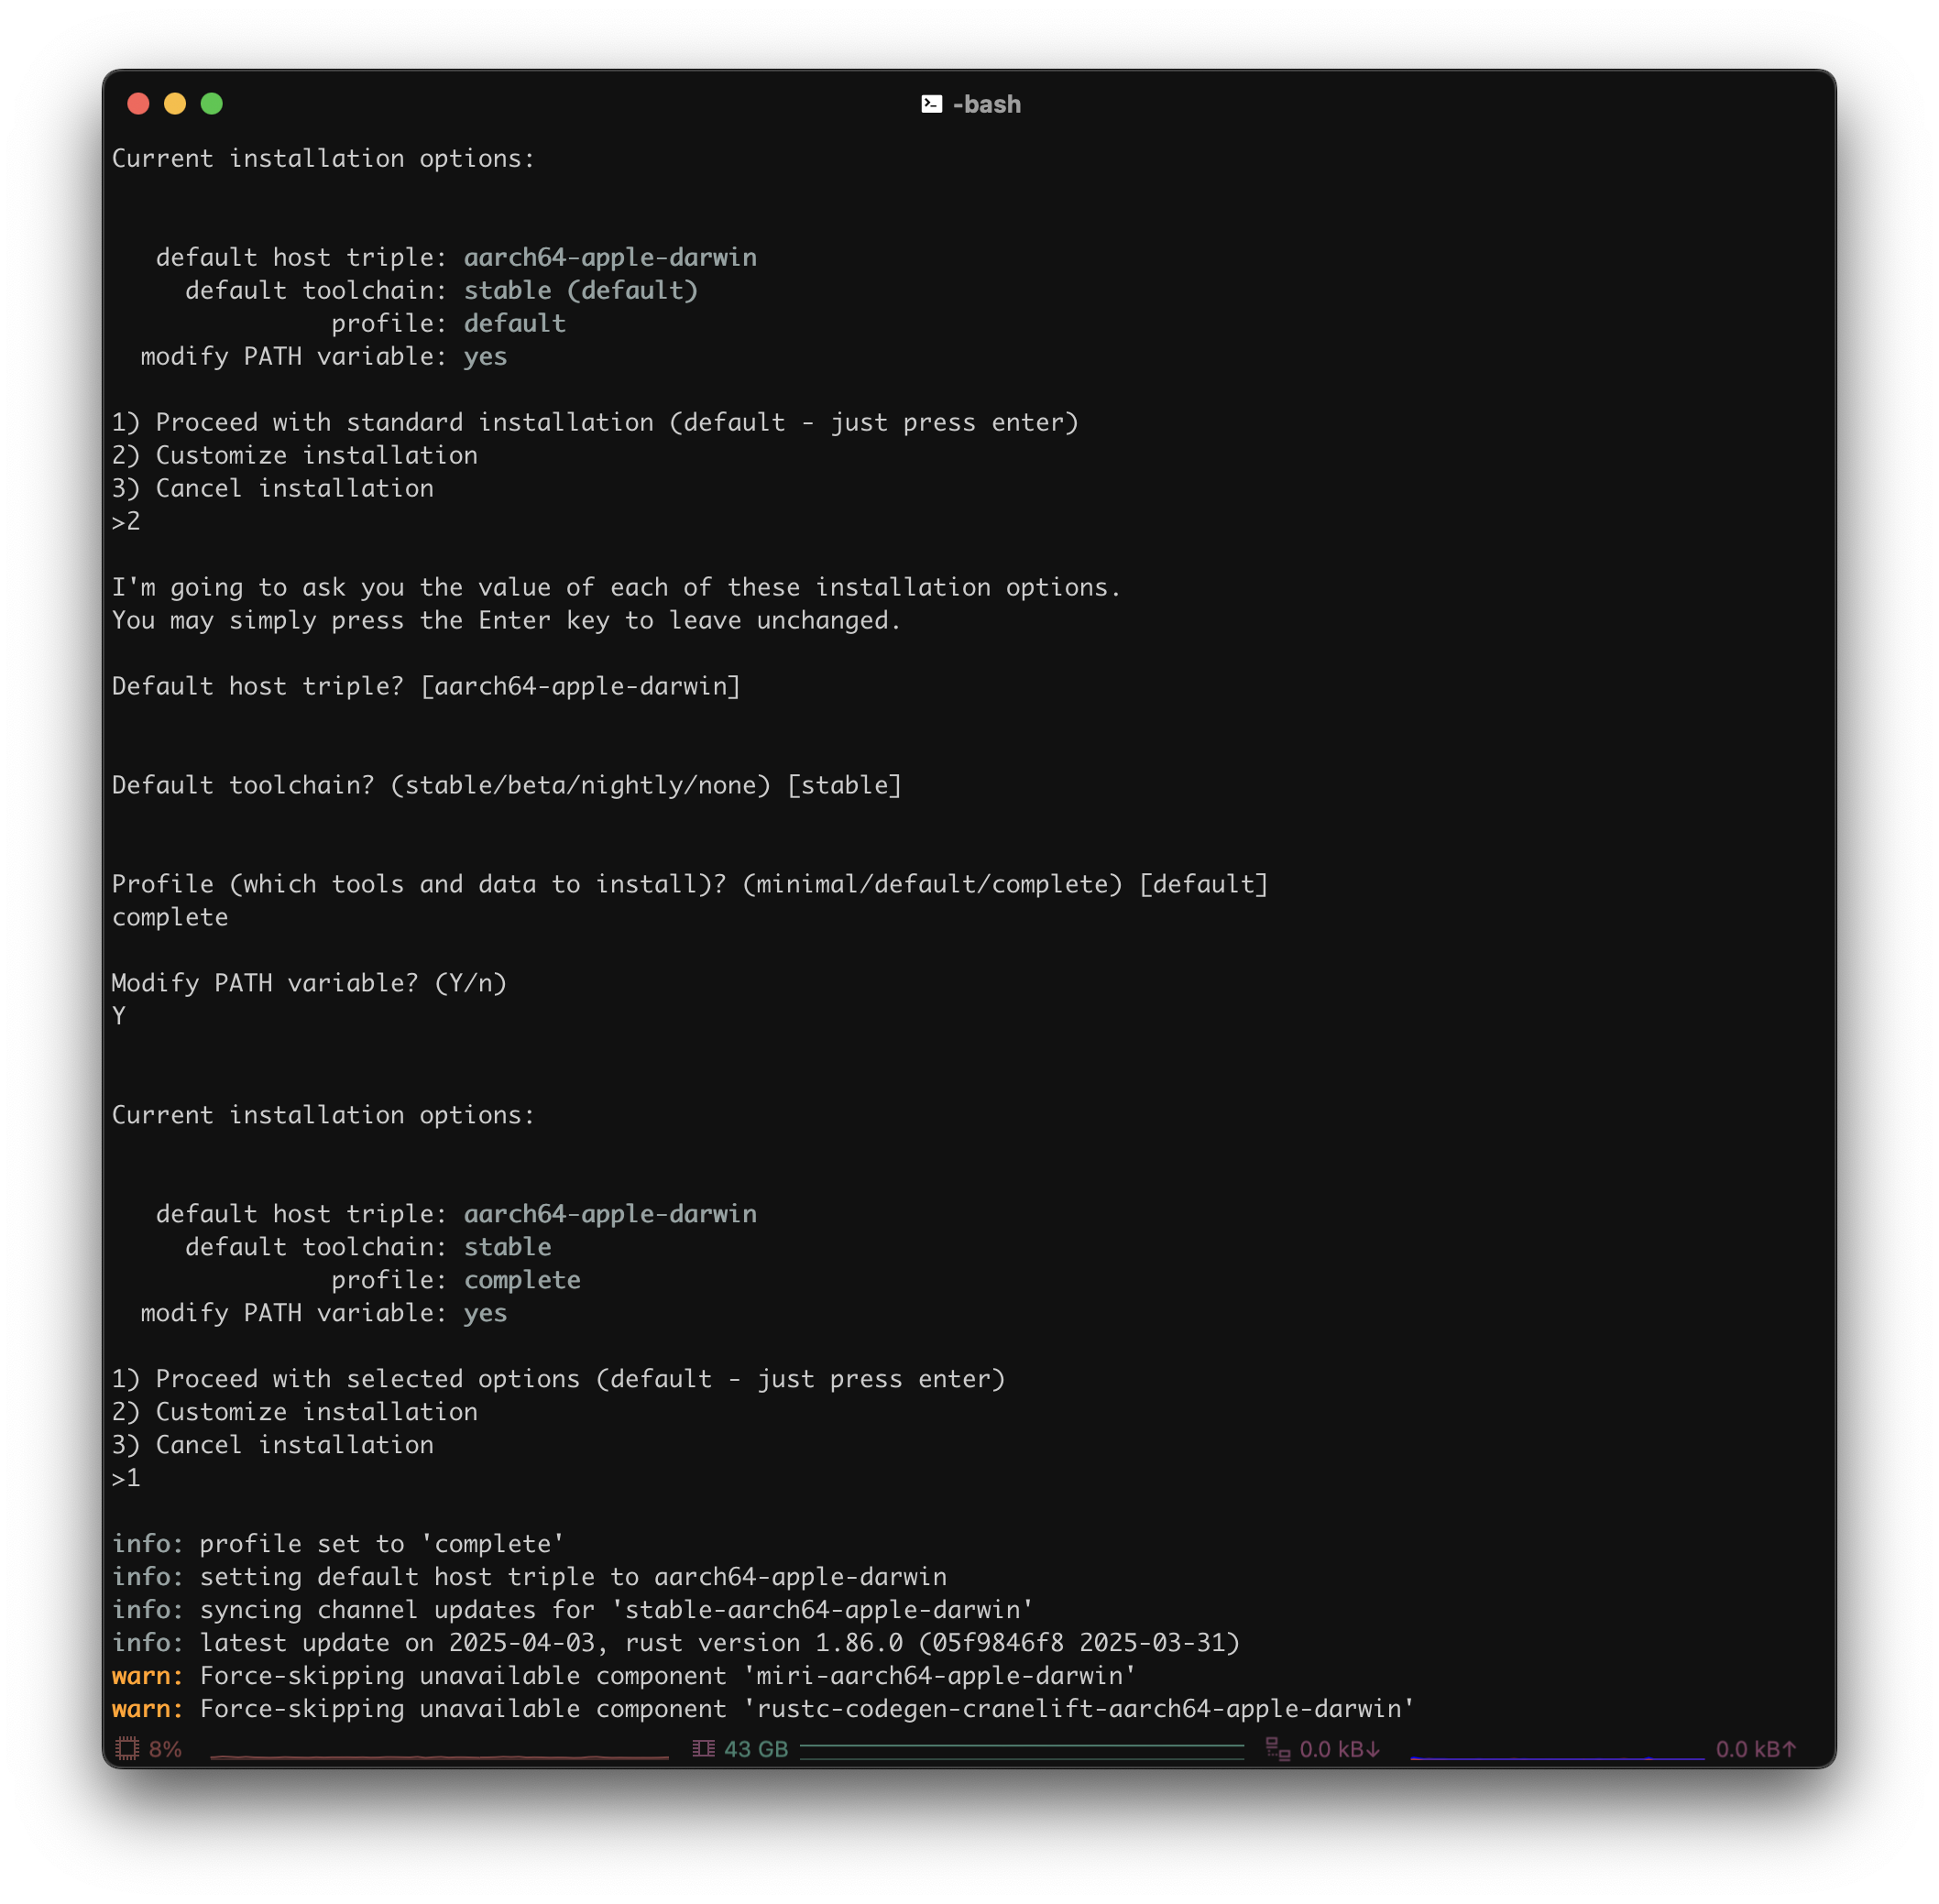 -bash
Current installation options:
default host triple: aarch64-apple-darwin
default toolchain: stable (default)
profile: default
modify PATH variable: yes
1) Proceed with standard installation (default - just press enter)
2) Customize installation
3) Cancel installation
>2
I'm going to ask you the value of each of these installation options.
You may simply press the Enter key to leave unchanged.
Default host triple? [aarch64-apple-darwin]
Default toolchain? (stable/beta/nightly/none) [stable]
Profile (which tools and data to install)? (minimal/default/complete) [default]
complete
Modify PATH variable? (Y/n)
Y
Current installation options:
default host triple: aarch64-apple-darwin
default toolchain: stable
profile: complete
modify PATH variable: yes
1) Proceed with selected options (default - just press enter)
2) Customize installation
3) Cancel installation
>1
info: profile set to 'complete'
info: setting default host triple to aarch64-apple-darwin
info: syncing channel updates for 'stable-aarch64-apple-darwin'
info: latest update on 2025-04-03, rust version 1.86.0 (05f9846f8 2025-03-31)
warn: Force-skipping unavailable component 'miri-aarch64-apple-darwin'
warn: Force-skipping unavailable component 'rustc-codegen-cranelift-aarch64-apple-darwin'
8% 43 GB 0.0 kB↓ 0.0 kB↑